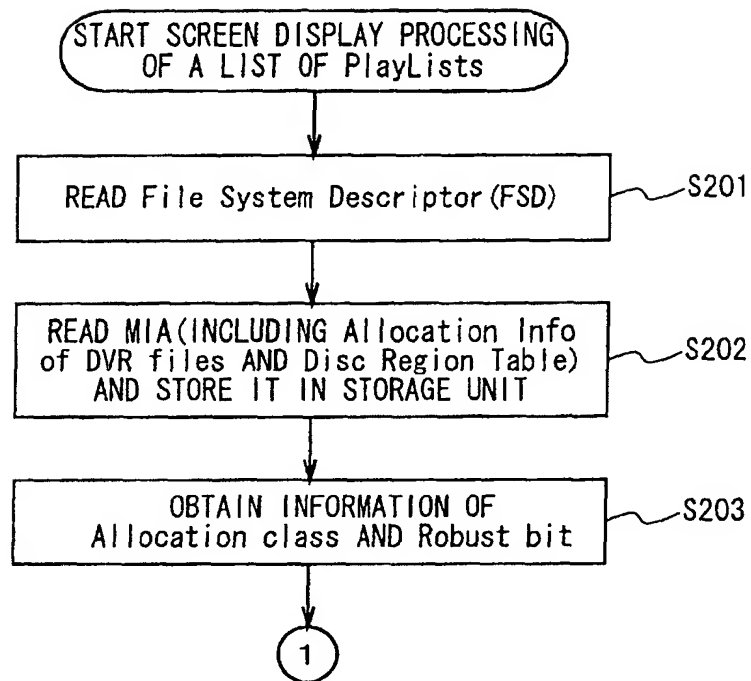 START SCREEN DISPLAY PROCESSING
OF A LIST OF PlayLists
READ File System Descriptor(FSD)
S201
READ MIA(INCLUDING Allocation Info
of DVR files AND Disc Region Table)
AND STORE IT IN STORAGE UNIT
S202
OBTAIN INFORMATION OF
Allocation class AND Robust bit
S203
1